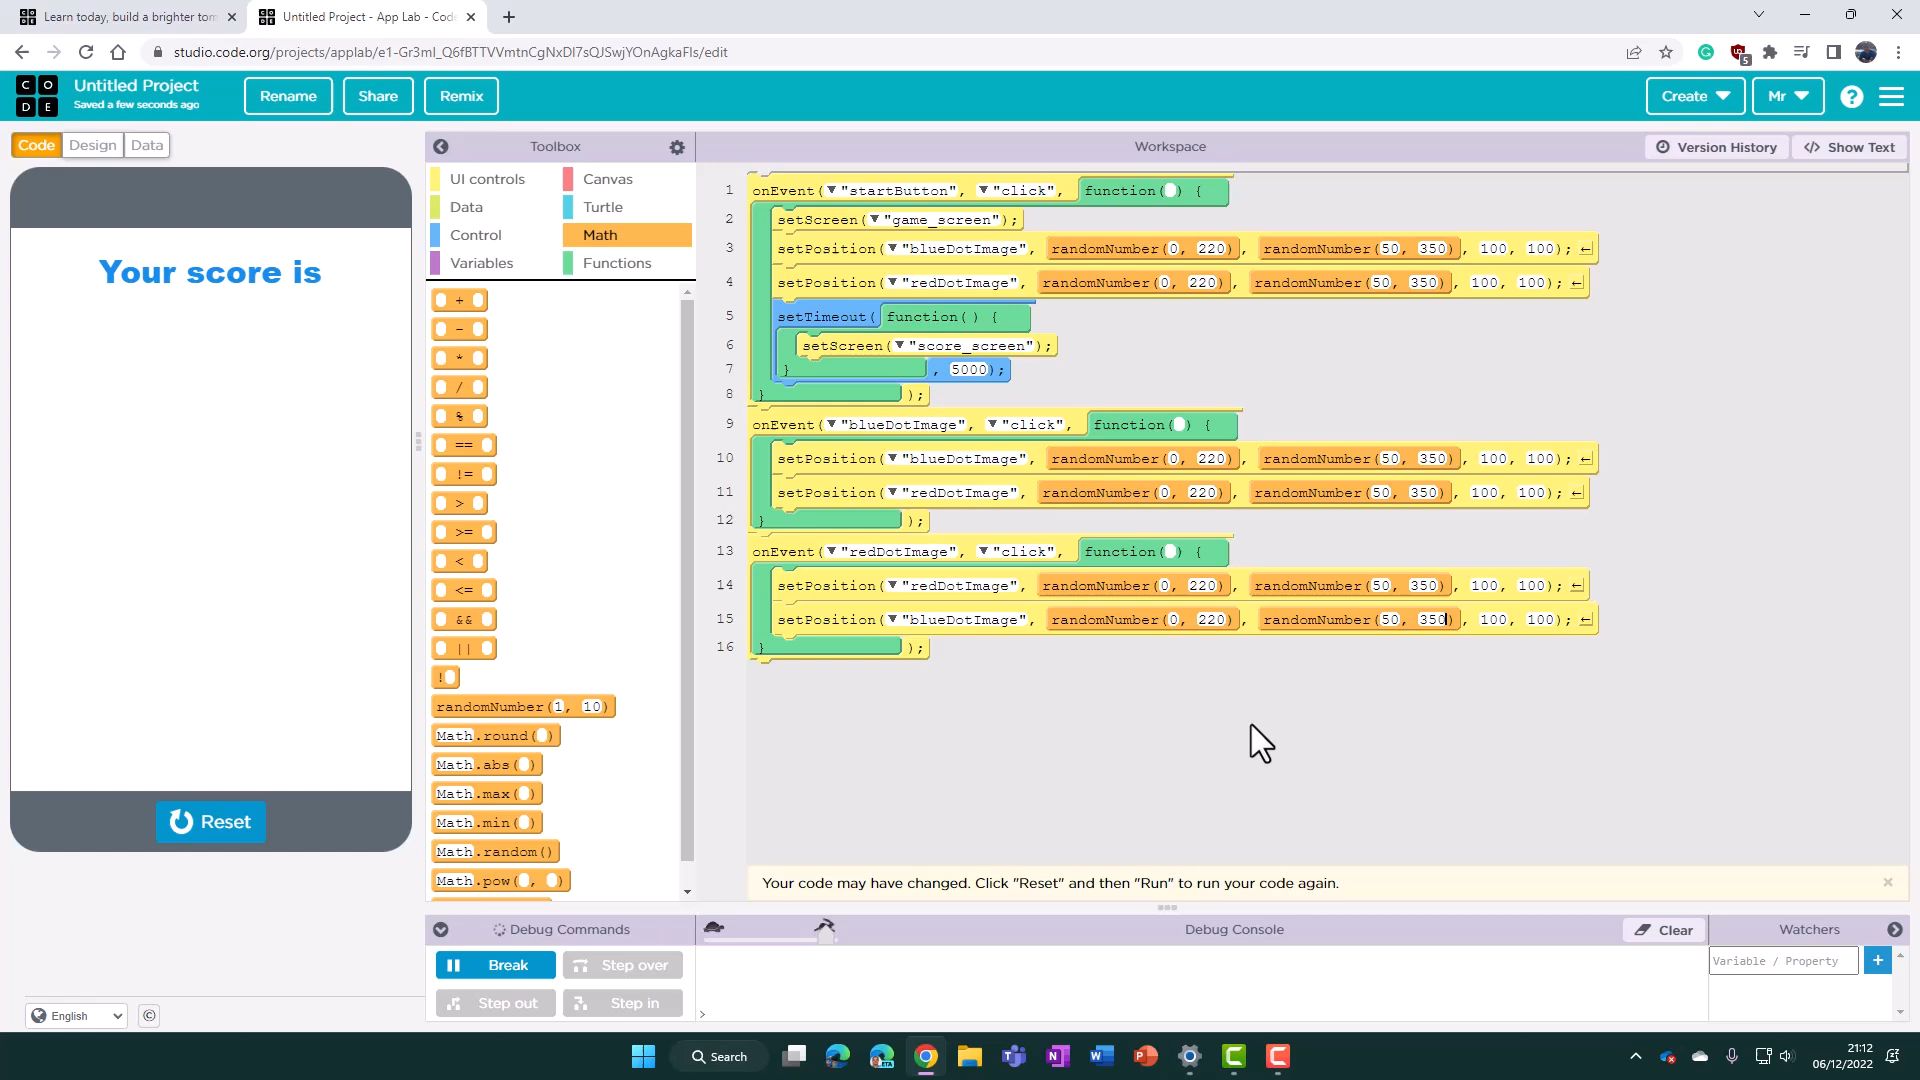 Learn today, build a brighter tom
Untitled Project - App Lab - Code
studio.code.org/projects/applab/e1-Gr3ml_Q6fBTTVVmtnCgNxDl7sQJSwjYOnAgkaFIs/edit
5
C O
D E
Untitled Project
Saved a few seconds ago
Rename
Share
Remix
Create
Mr
?
Code
Design
Data
Toolbox
Workspace
Version History
Show Text
UI controls
Canvas
Data
Turtle
Control
Math
Variables
Functions
Your score is
Reset
+
-
*
/
%
==
!=
>
>=
<
<=
&&
||
!
randomNumber(1, 10)
Math.round( )
Math.abs( )
Math.max( )
Math.min( )
Math.random()
Math.pow( , )
1 onEvent("startButton", "click", function( ) {
2 setScreen("game_screen");
3 setPosition("blueDotImage", randomNumber(0, 220), randomNumber(50, 350), 100, 100);
4 setPosition("redDotImage", randomNumber(0, 220), randomNumber(50, 350), 100, 100);
5 setTimeout(function() {
6 setScreen("score_screen");
7 } , 5000);
8 } );
9 onEvent("blueDotImage", "click", function( ) {
10 setPosition("blueDotImage", randomNumber(0, 220), randomNumber(50, 350), 100, 100);
11 setPosition("redDotImage", randomNumber(0, 220), randomNumber(50, 350), 100, 100);
12 } );
13 onEvent("redDotImage", "click", function( ) {
14 setPosition("redDotImage", randomNumber(0, 220), randomNumber(50, 350), 100, 100);
15 setPosition("blueDotImage", randomNumber(0, 220), randomNumber(50, 350), 100, 100);
16 } );
Your code may have changed. Click "Reset" and then "Run" to run your code again.
Debug Commands
Debug Console
Clear
Watchers
Break
Step over
Step out
Step in
Variable / Property
+
>
English
©
Search
21:12
06/12/2022